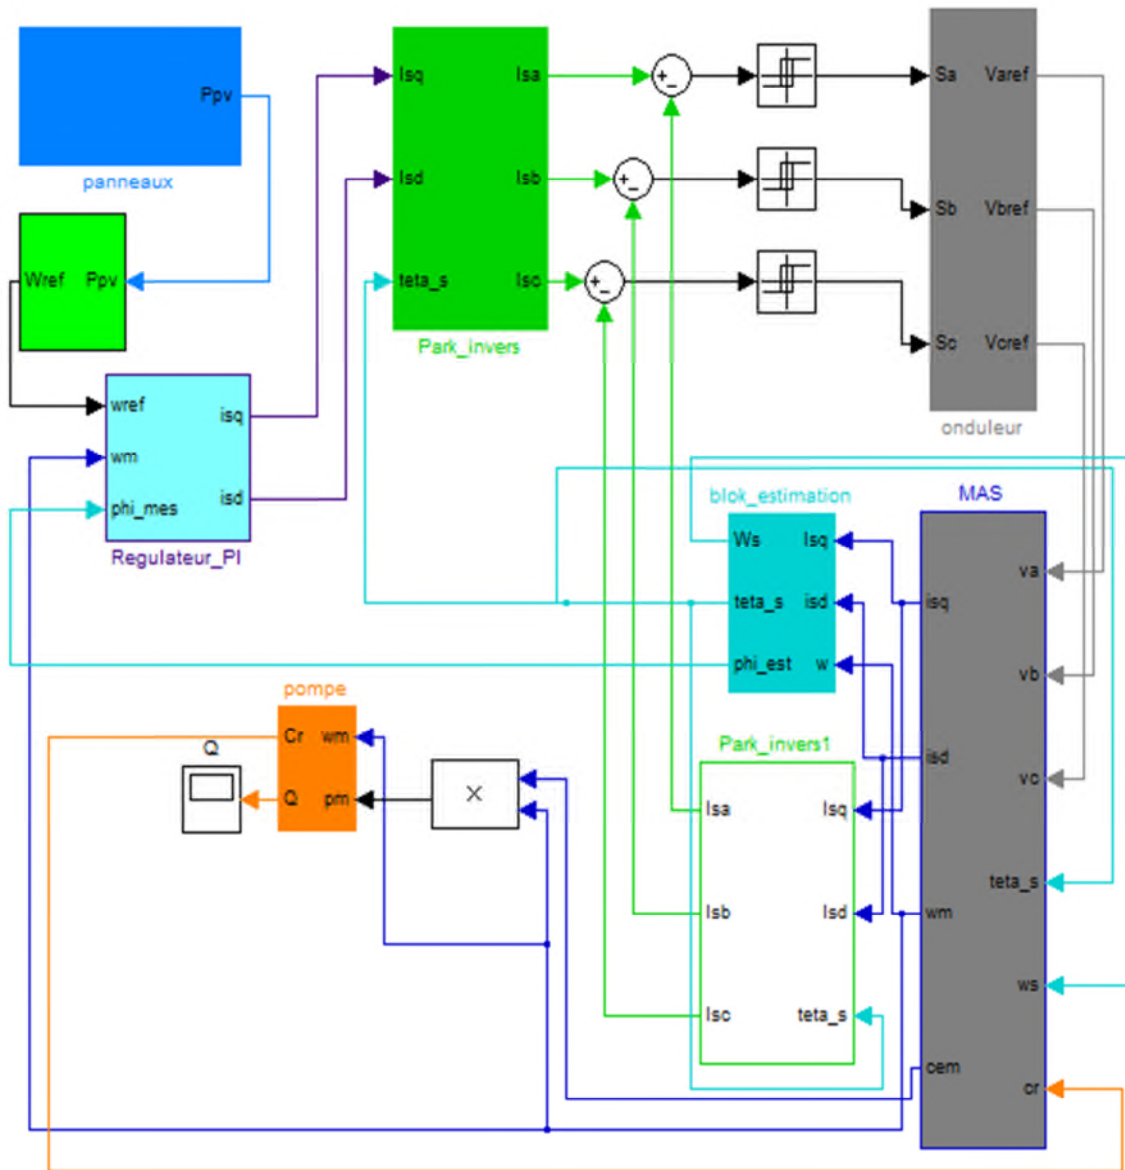 Ppv
panneaux
Wref Ppv
wref
wm
phi_mes
isq
isd
Regulateur_PI
Isq
Isd
teta_s
Isa
Isb
Isc
Park_invers
+
-
+
-
+
-
Sa
Sb
Sc
Varef
Vbref
Vcref
onduleur
blok_estimation
Ws
teta_s
phi_est
Isq
isd
w
MAS
isq
isd
wm
cem
va
vb
vc
teta_s
ws
cr
pompe
Cr wm
Q pm
Q
X
Park_invers1
Isa
Isb
Isc
Isq
Isd
teta_s